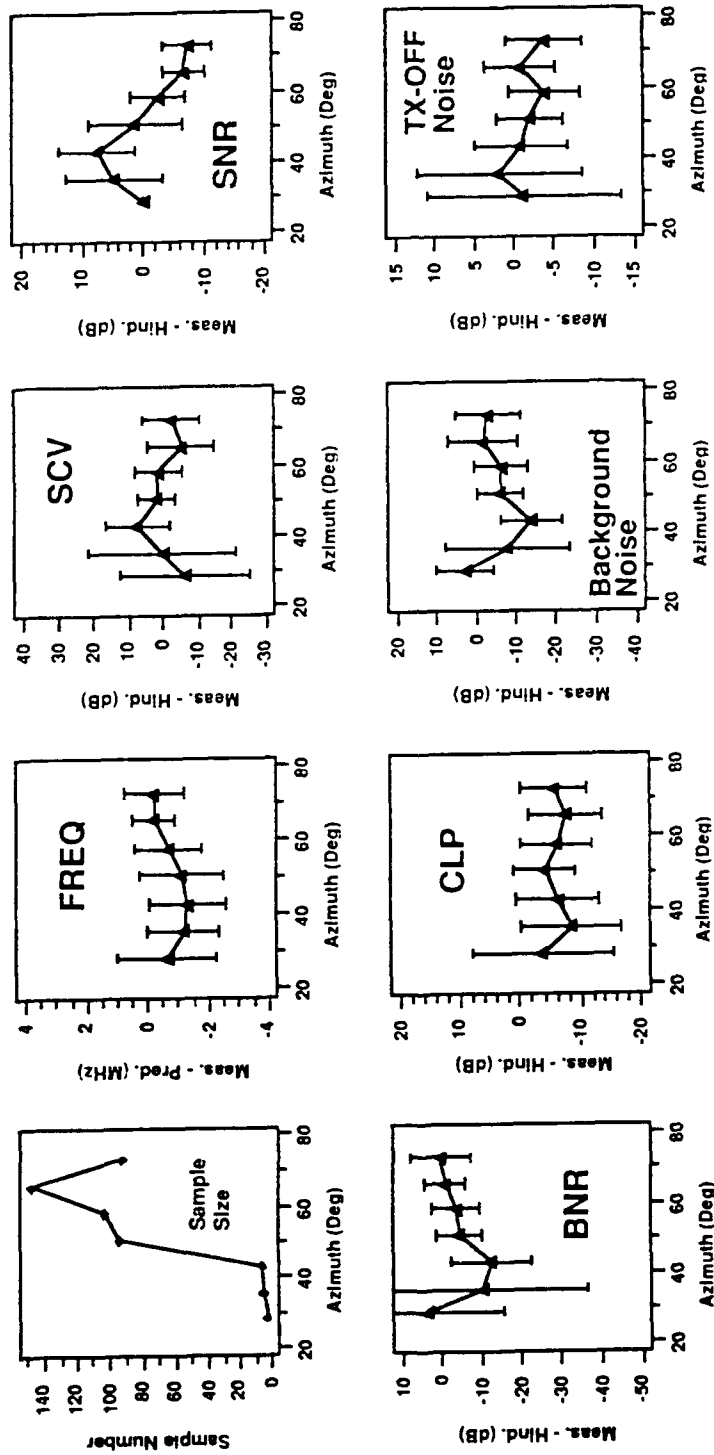 Sample Number
140
120
100
80
60
40
20
0
Sample
Size
20 40 60 80
Azimuth (Deg)
Meas. - Pred. (MHz)
4
2
0
-2
-4
FREQ
20 40 60 80
Azimuth (Deg)
Meas. - Hind. (dB)
40
30
20
10
0
-10
-20
-30
SCV
20 40 60 80
Azimuth (Deg)
Meas. - Hind. (dB)
20
10
0
-10
-20
SNR
20 40 60 80
Azimuth (Deg)
Meas. - Hind. (dB)
10
0
-10
-20
-30
-40
-50
BNR
20 40 60 80
Azimuth (Deg)
Meas. - Hind. (dB)
20
10
0
-10
-20
CLP
20 40 60 80
Azimuth (Deg)
Meas. - Hind. (dB)
20
10
0
-10
-20
-30
-40
Background
Noise
20 40 60 80
Azimuth (Deg)
Meas. - Hind. (dB)
15
10
5
0
-5
-10
-15
TX-OFF
Noise
20 40 60 80
Azimuth (Deg)